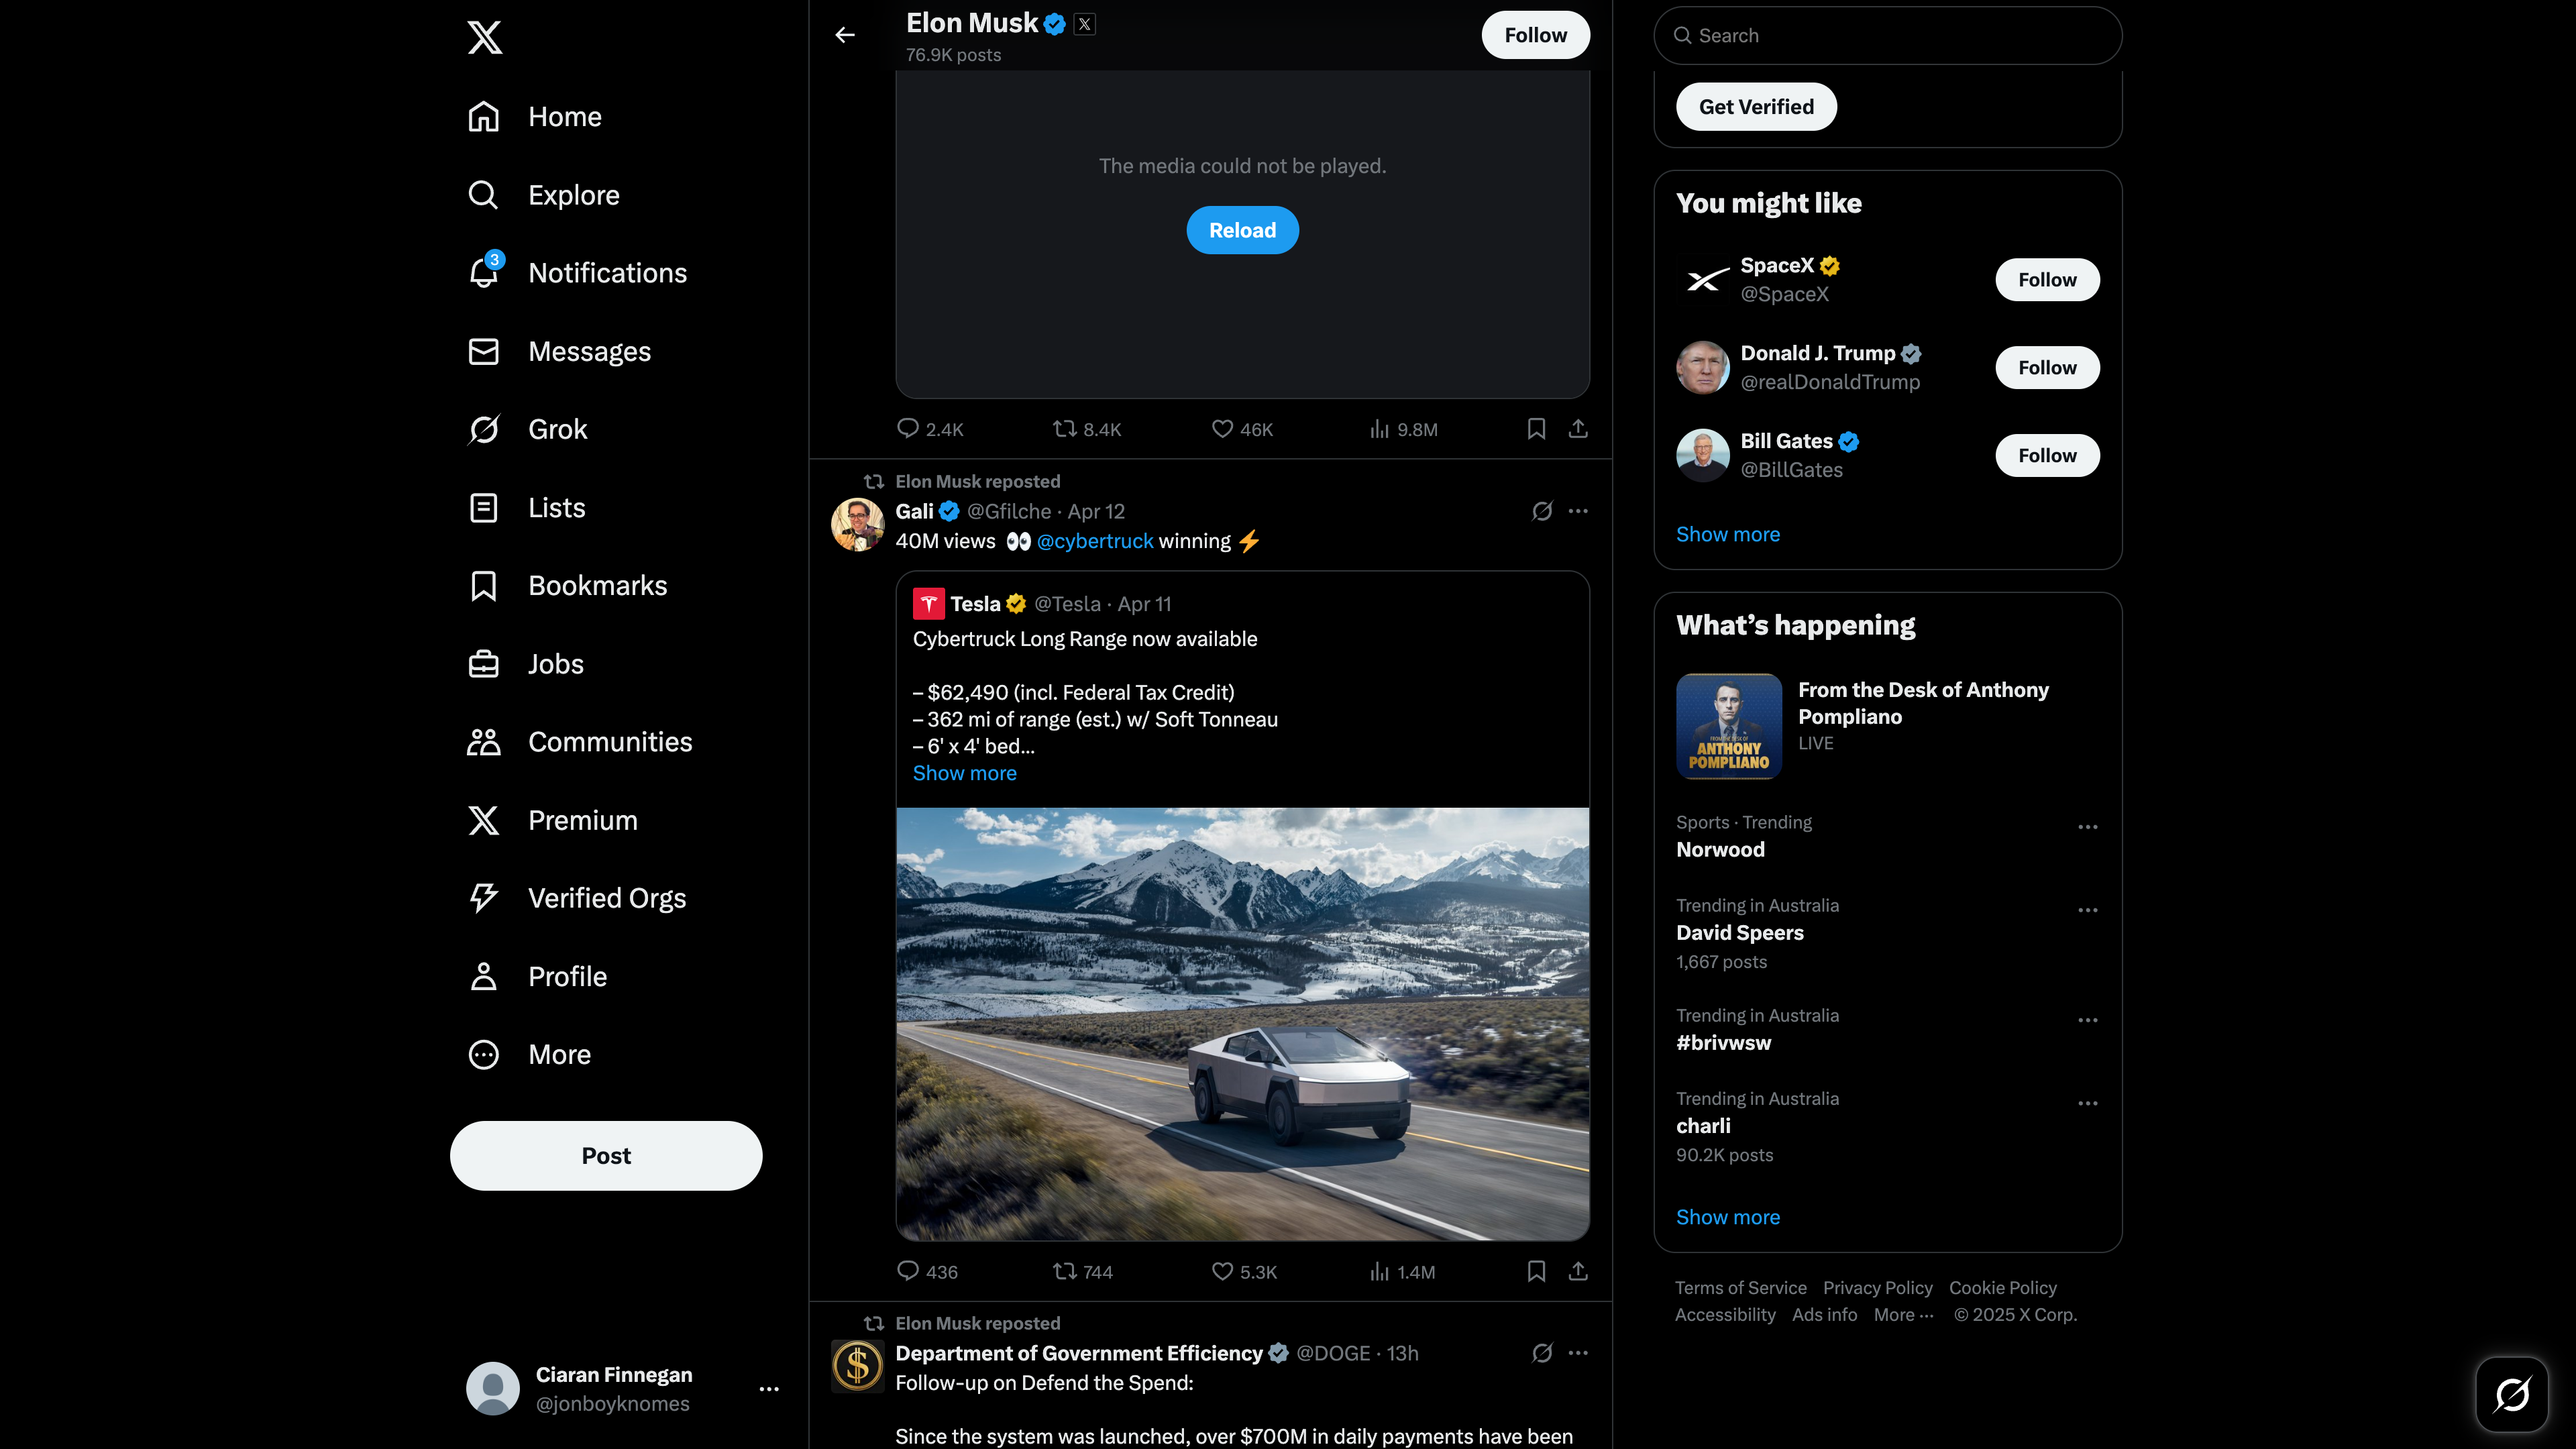 Home
Explore
3
Notifications
Messages
Grok
Lists
Bookmarks
Jobs
Communities
Premium
Verified Orgs
Profile
More
Post
Ciaran Finnegan
@jonboyknomes
Elon Musk
76.9K posts
Follow
The media could not be played.
Reload
2.4K 8.4K 46K 9.8M
Elon Musk reposted
Gali @Gfilche · Apr 12
40M views 👀 @cybertruck winning ⚡
Tesla @Tesla · Apr 11
Cybertruck Long Range now available
– $62,490 (incl. Federal Tax Credit)
– 362 mi of range (est.) w/ Soft Tonneau
– 6' x 4' bed...
Show more
436 744 5.3K 1.4M
Elon Musk reposted
Department of Government Efficiency @DOGE · 13h
Follow-up on Defend the Spend:
Since the system was launched, over $700M in daily payments have been
Search
Get Verified
You might like
SpaceX
@SpaceX
Follow
Donald J. Trump
@realDonaldTrump
Follow
Bill Gates
@BillGates
Follow
Show more
What's happening
FROM THE DESK OF
ANTHONY
POMPLIANO
From the Desk of Anthony
Pompliano
LIVE
Sports · Trending
Norwood
Trending in Australia
David Speers
1,667 posts
Trending in Australia
#brivwsw
Trending in Australia
charli
90.2K posts
Show more
Terms of Service Privacy Policy Cookie Policy
Accessibility Ads info More ··· © 2025 X Corp.